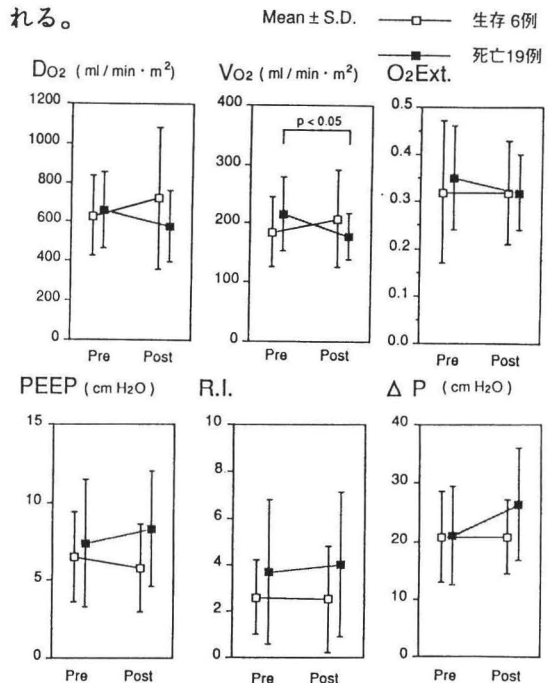 れる。
Mean ± S.D. 生存 6例
死亡19例
Do2 ( ml / min · m²) Vo2 ( ml / min · m²) O2Ext.
1200 400 0.5
1000
p < 0.05
800 300 0.4
600 200 0.3
400 0.2
200 100 0.1
0 0 0.0
Pre Post Pre Post Pre Post
PEEP ( cm H2O ) R.I. Δ P ( cm H2O )
15 10 40
8
10 30
6
20
5 4
10
2
0 0 0
Pre Post Pre Post Pre Post